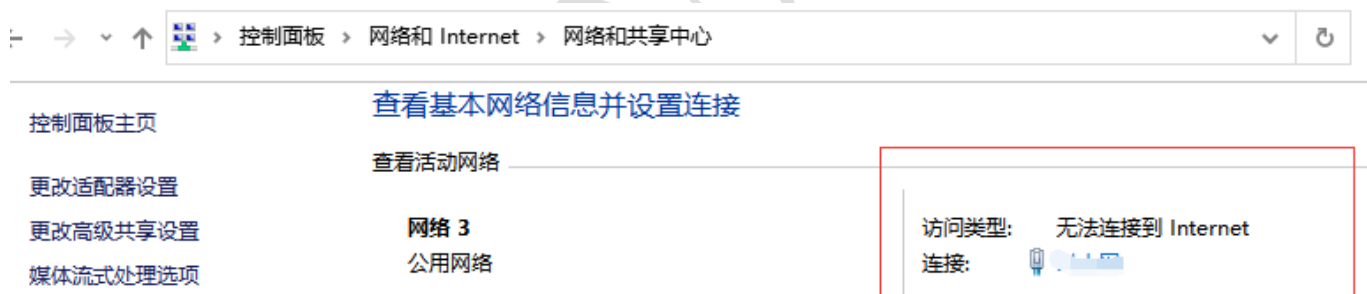 控制面板 › 网络和 Internet › 网络和共享中心
控制面板主页
更改适配器设置
更改高级共享设置
媒体流式处理选项
查看基本网络信息并设置连接
查看活动网络
网络 3
公用网络
访问类型: 无法连接到 Internet
连接: